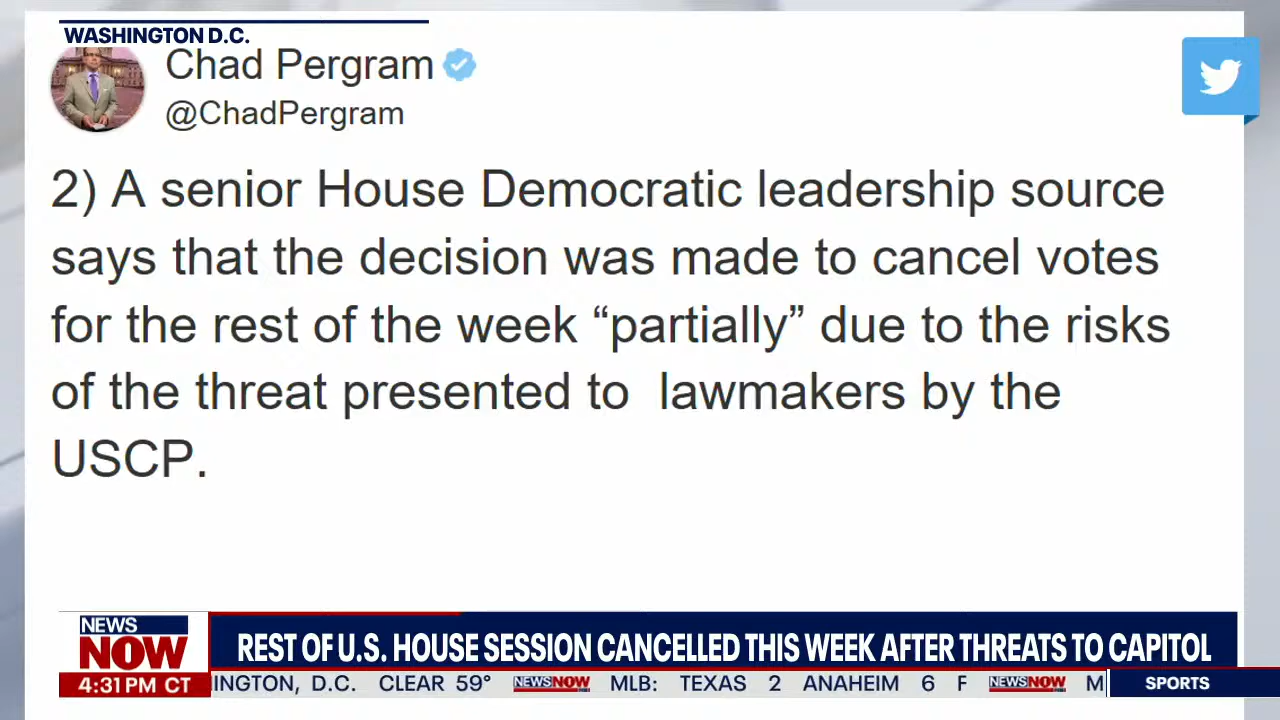 WASHINGTON D.C.
Chad Pergram
@ChadPergram
2) A senior House Democratic leadership source
says that the decision was made to cancel votes
for the rest of the week “partially” due to the risks
of the threat presented to  lawmakers by the
USCP.
NEWS
NOW
REST OF U.S. HOUSE SESSION CANCELLED THIS WEEK AFTER THREATS TO CAPITOL
4:31 PM CT
INGTON, D.C. CLEAR 59° NEWSNOW MLB: TEXAS 2 ANAHEIM 6 F NEWSNOW M
SPORTS